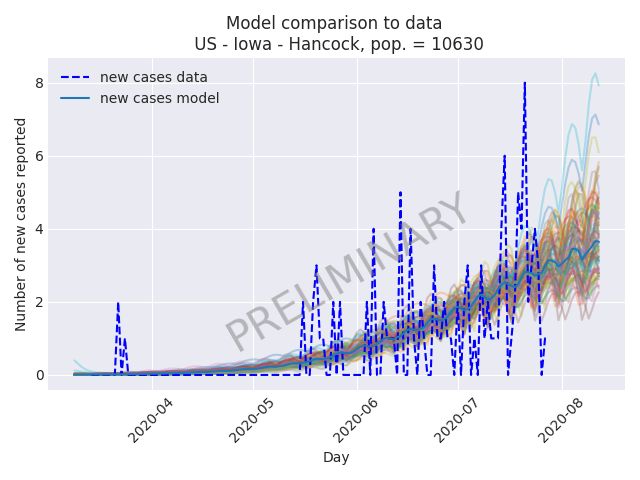 Model comparison to data
US - Iowa - Hancock, pop. = 10630
new cases data
new cases model
PRELIMINARY
Number of new cases reported
8
6
4
2
0
2020-04
2020-05
2020-06
2020-07
2020-08
Day